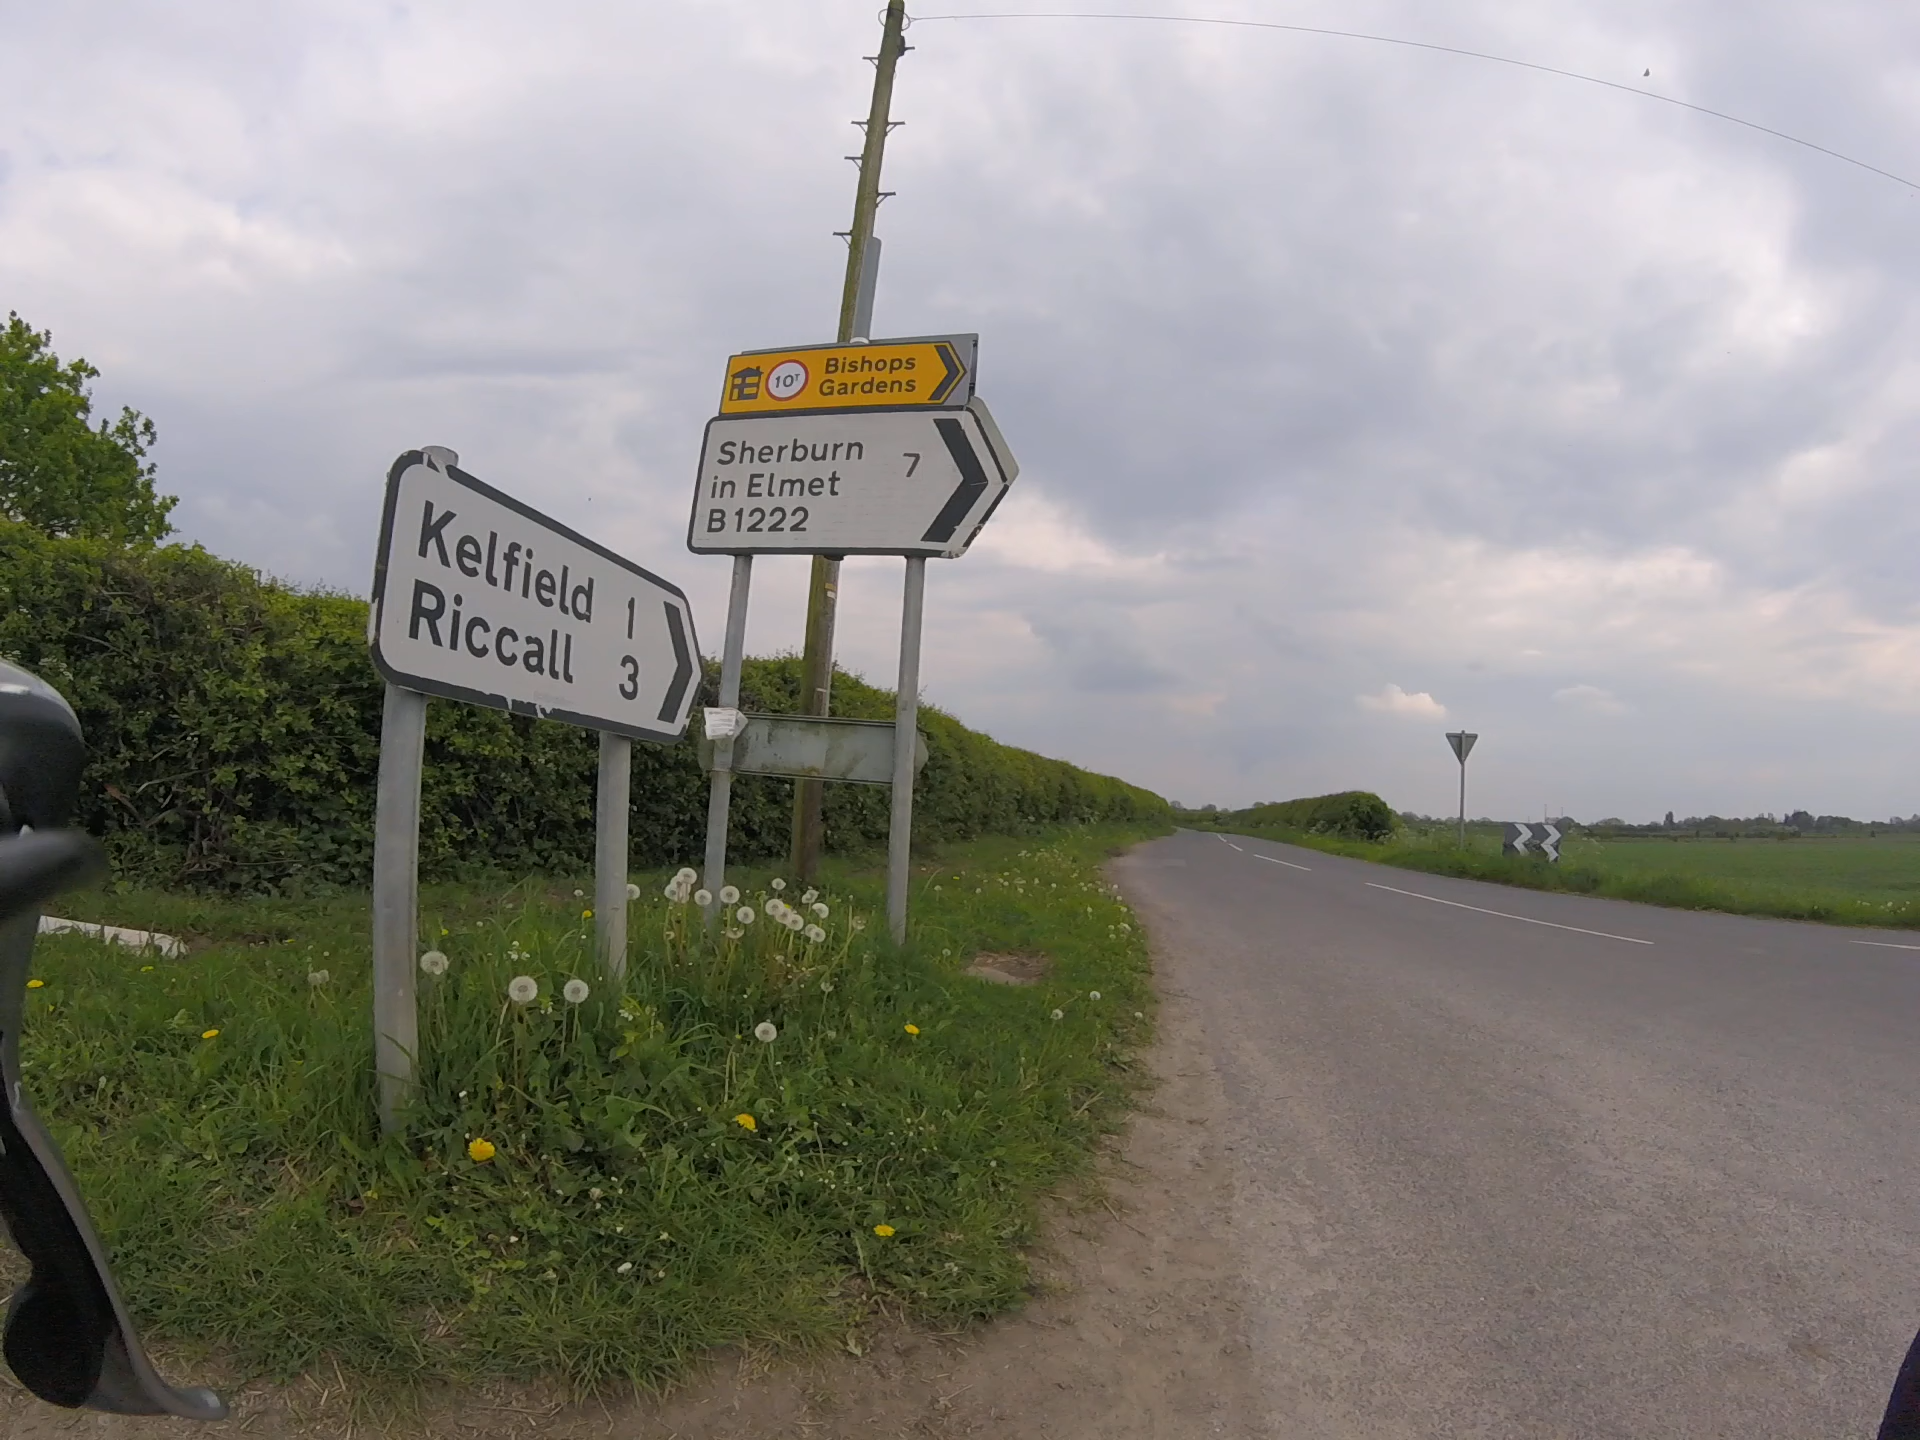 Bishops
Gardens
10T
Sherburn 7
in Elmet
B1222
Kelfield 1
Riccall 3